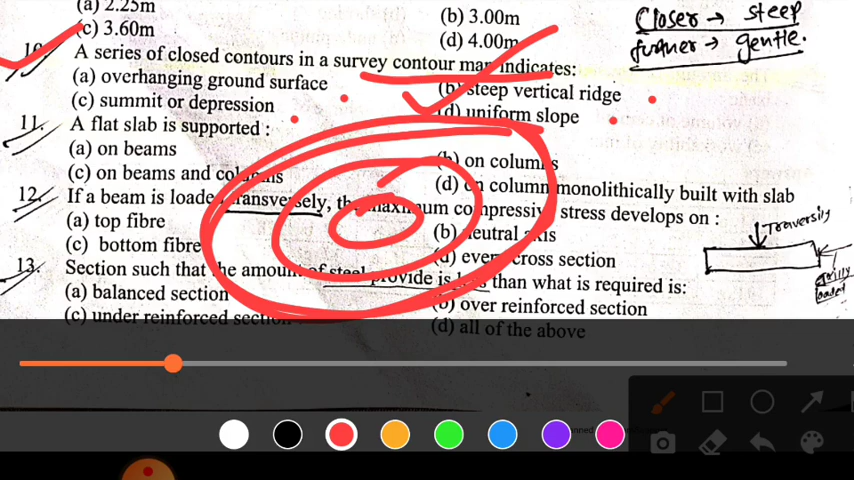 (a) 2.25m (b) 3.00m
(c) 3.60m (d) 4.00m
Closer → steep
further → gentle.
10. A series of closed contours in a survey contour map indicates:
(a) overhanging ground surface (b) steep vertical ridge
(c) summit or depression (d) uniform slope
11. A flat slab is supported :
(a) on beams (b) on columns
(c) on beams and columns (d) on column monolithically built with slab
12. If a beam is loaded transversely, the maximum compressive stress develops on :
(a) top fibre (b) neutral axis
(c) bottom fibre (d) every cross section
Traversily
13. Section such that the amount of steel provide is less than what is required is:
(a) balanced section (b) over reinforced section
(c) under reinforced section (d) all of the above